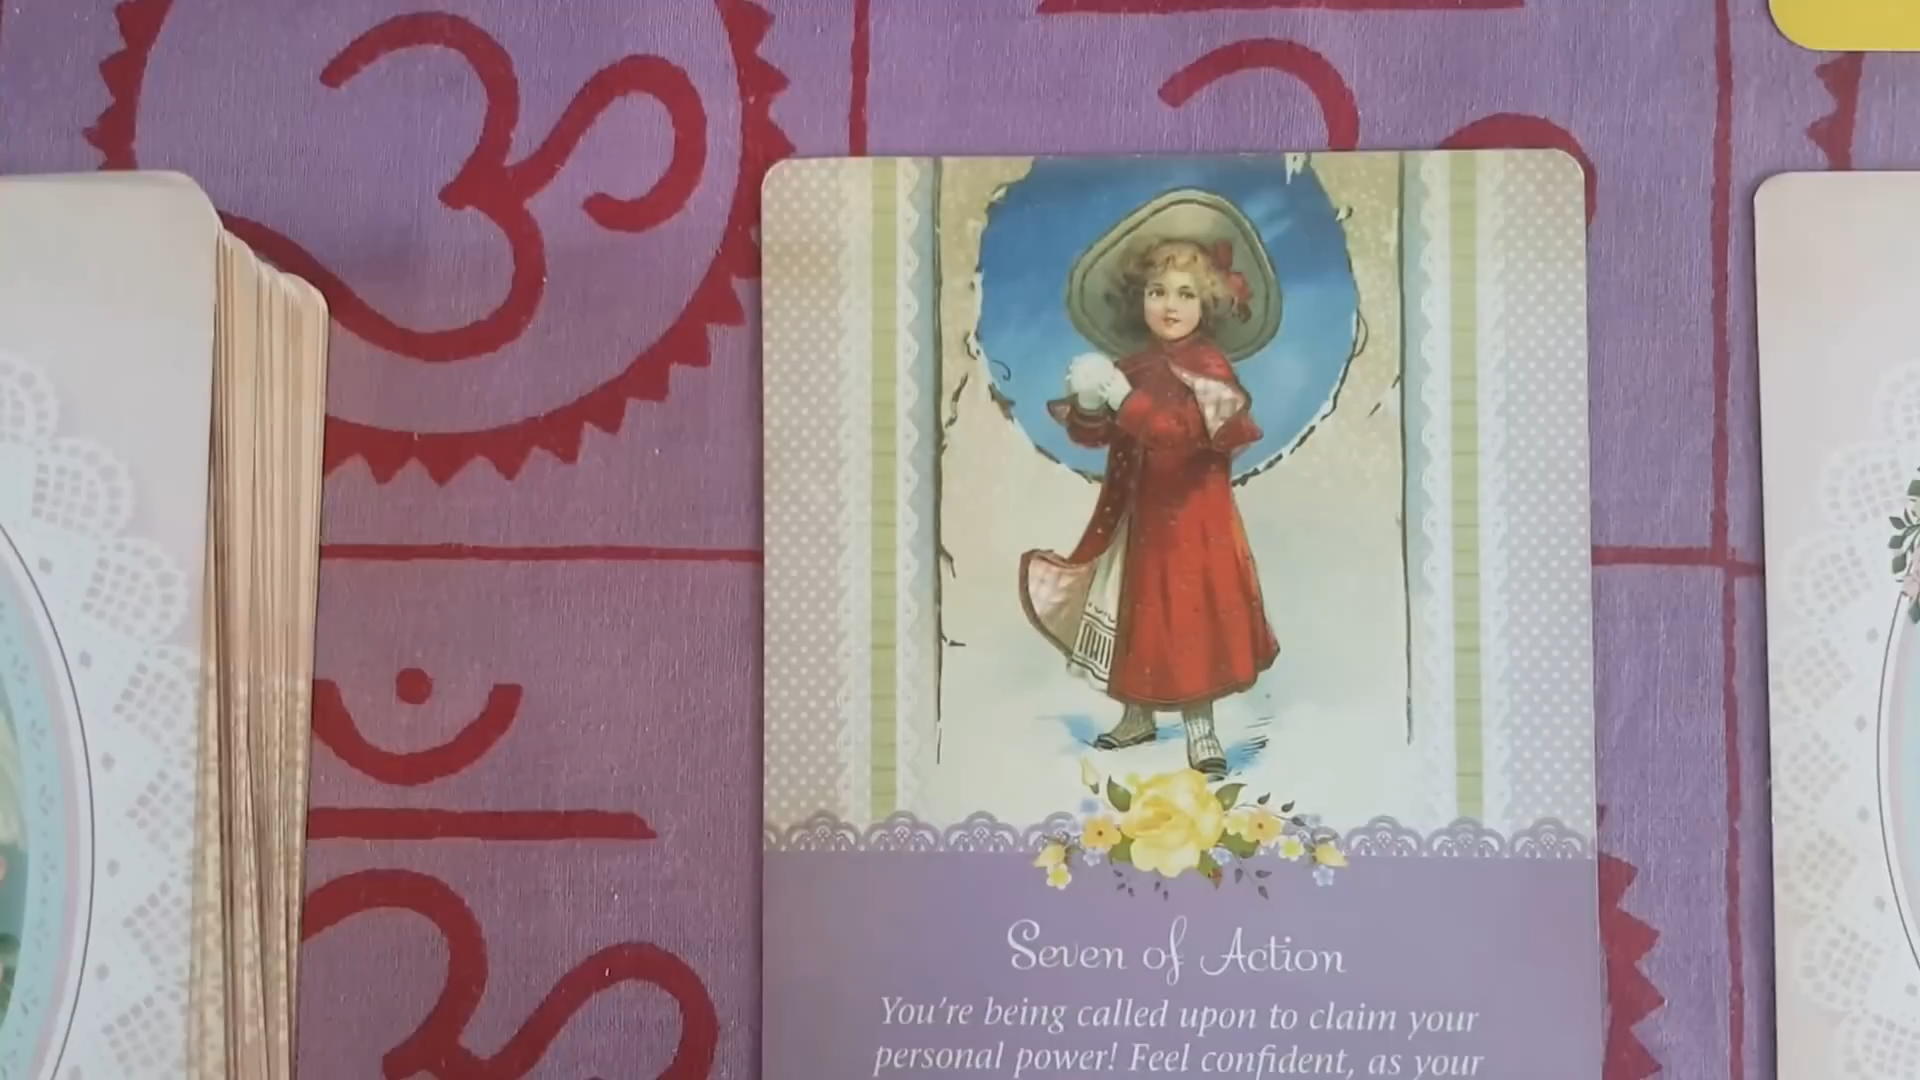 Seven of Action
You're being called upon to claim your
personal power! Feel confident, as your